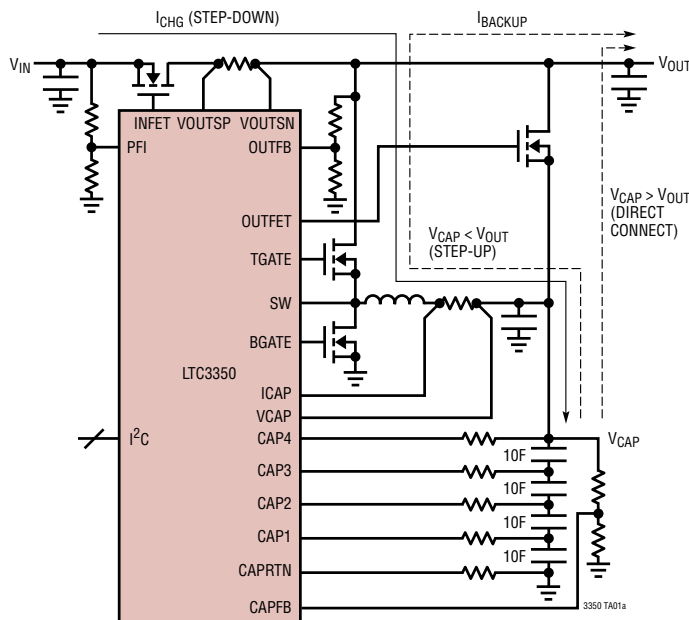 I_CHG (STEP-DOWN)
I_BACKUP
V_IN
V_OUT
INFET VOUTSP VOUTSN
PFI
OUTFB
OUTFET
V_CAP > V_OUT
(DIRECT
CONNECT)
V_CAP < V_OUT
(STEP-UP)
TGATE
SW
BGATE
LTC3350
ICAP
VCAP
I²C
CAP4
V_CAP
10F
CAP3
10F
CAP2
10F
CAP1
10F
CAPRTN
CAPFB
3350 TA01a